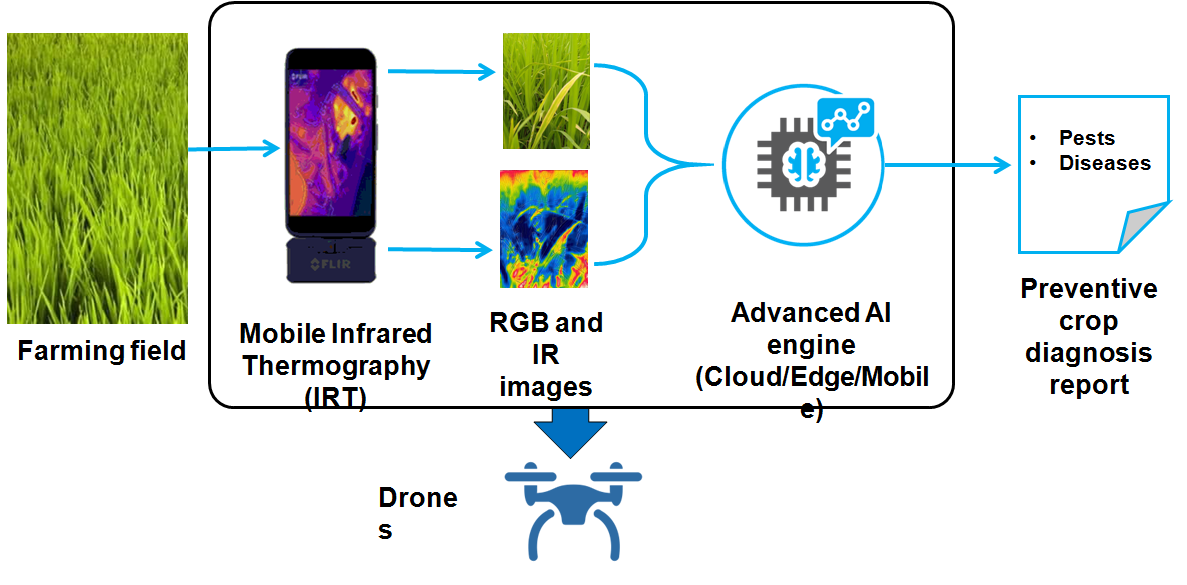 FLIR
FLIR
Farming field
Mobile Infrared
Thermography
(IRT)
RGB and
IR
images
Advanced AI
engine
(Cloud/Edge/Mobil
e)
• Pests
• Diseases
Preventive
crop
diagnosis
report
Drone
s